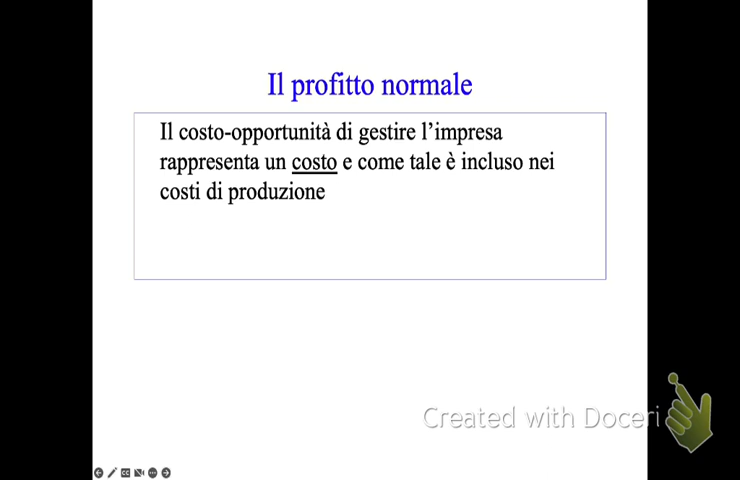 Il profitto normale
Il costo-opportunità di gestire l’impresa
rappresenta un costo e come tale è incluso nei
costi di produzione
Created with Doceri